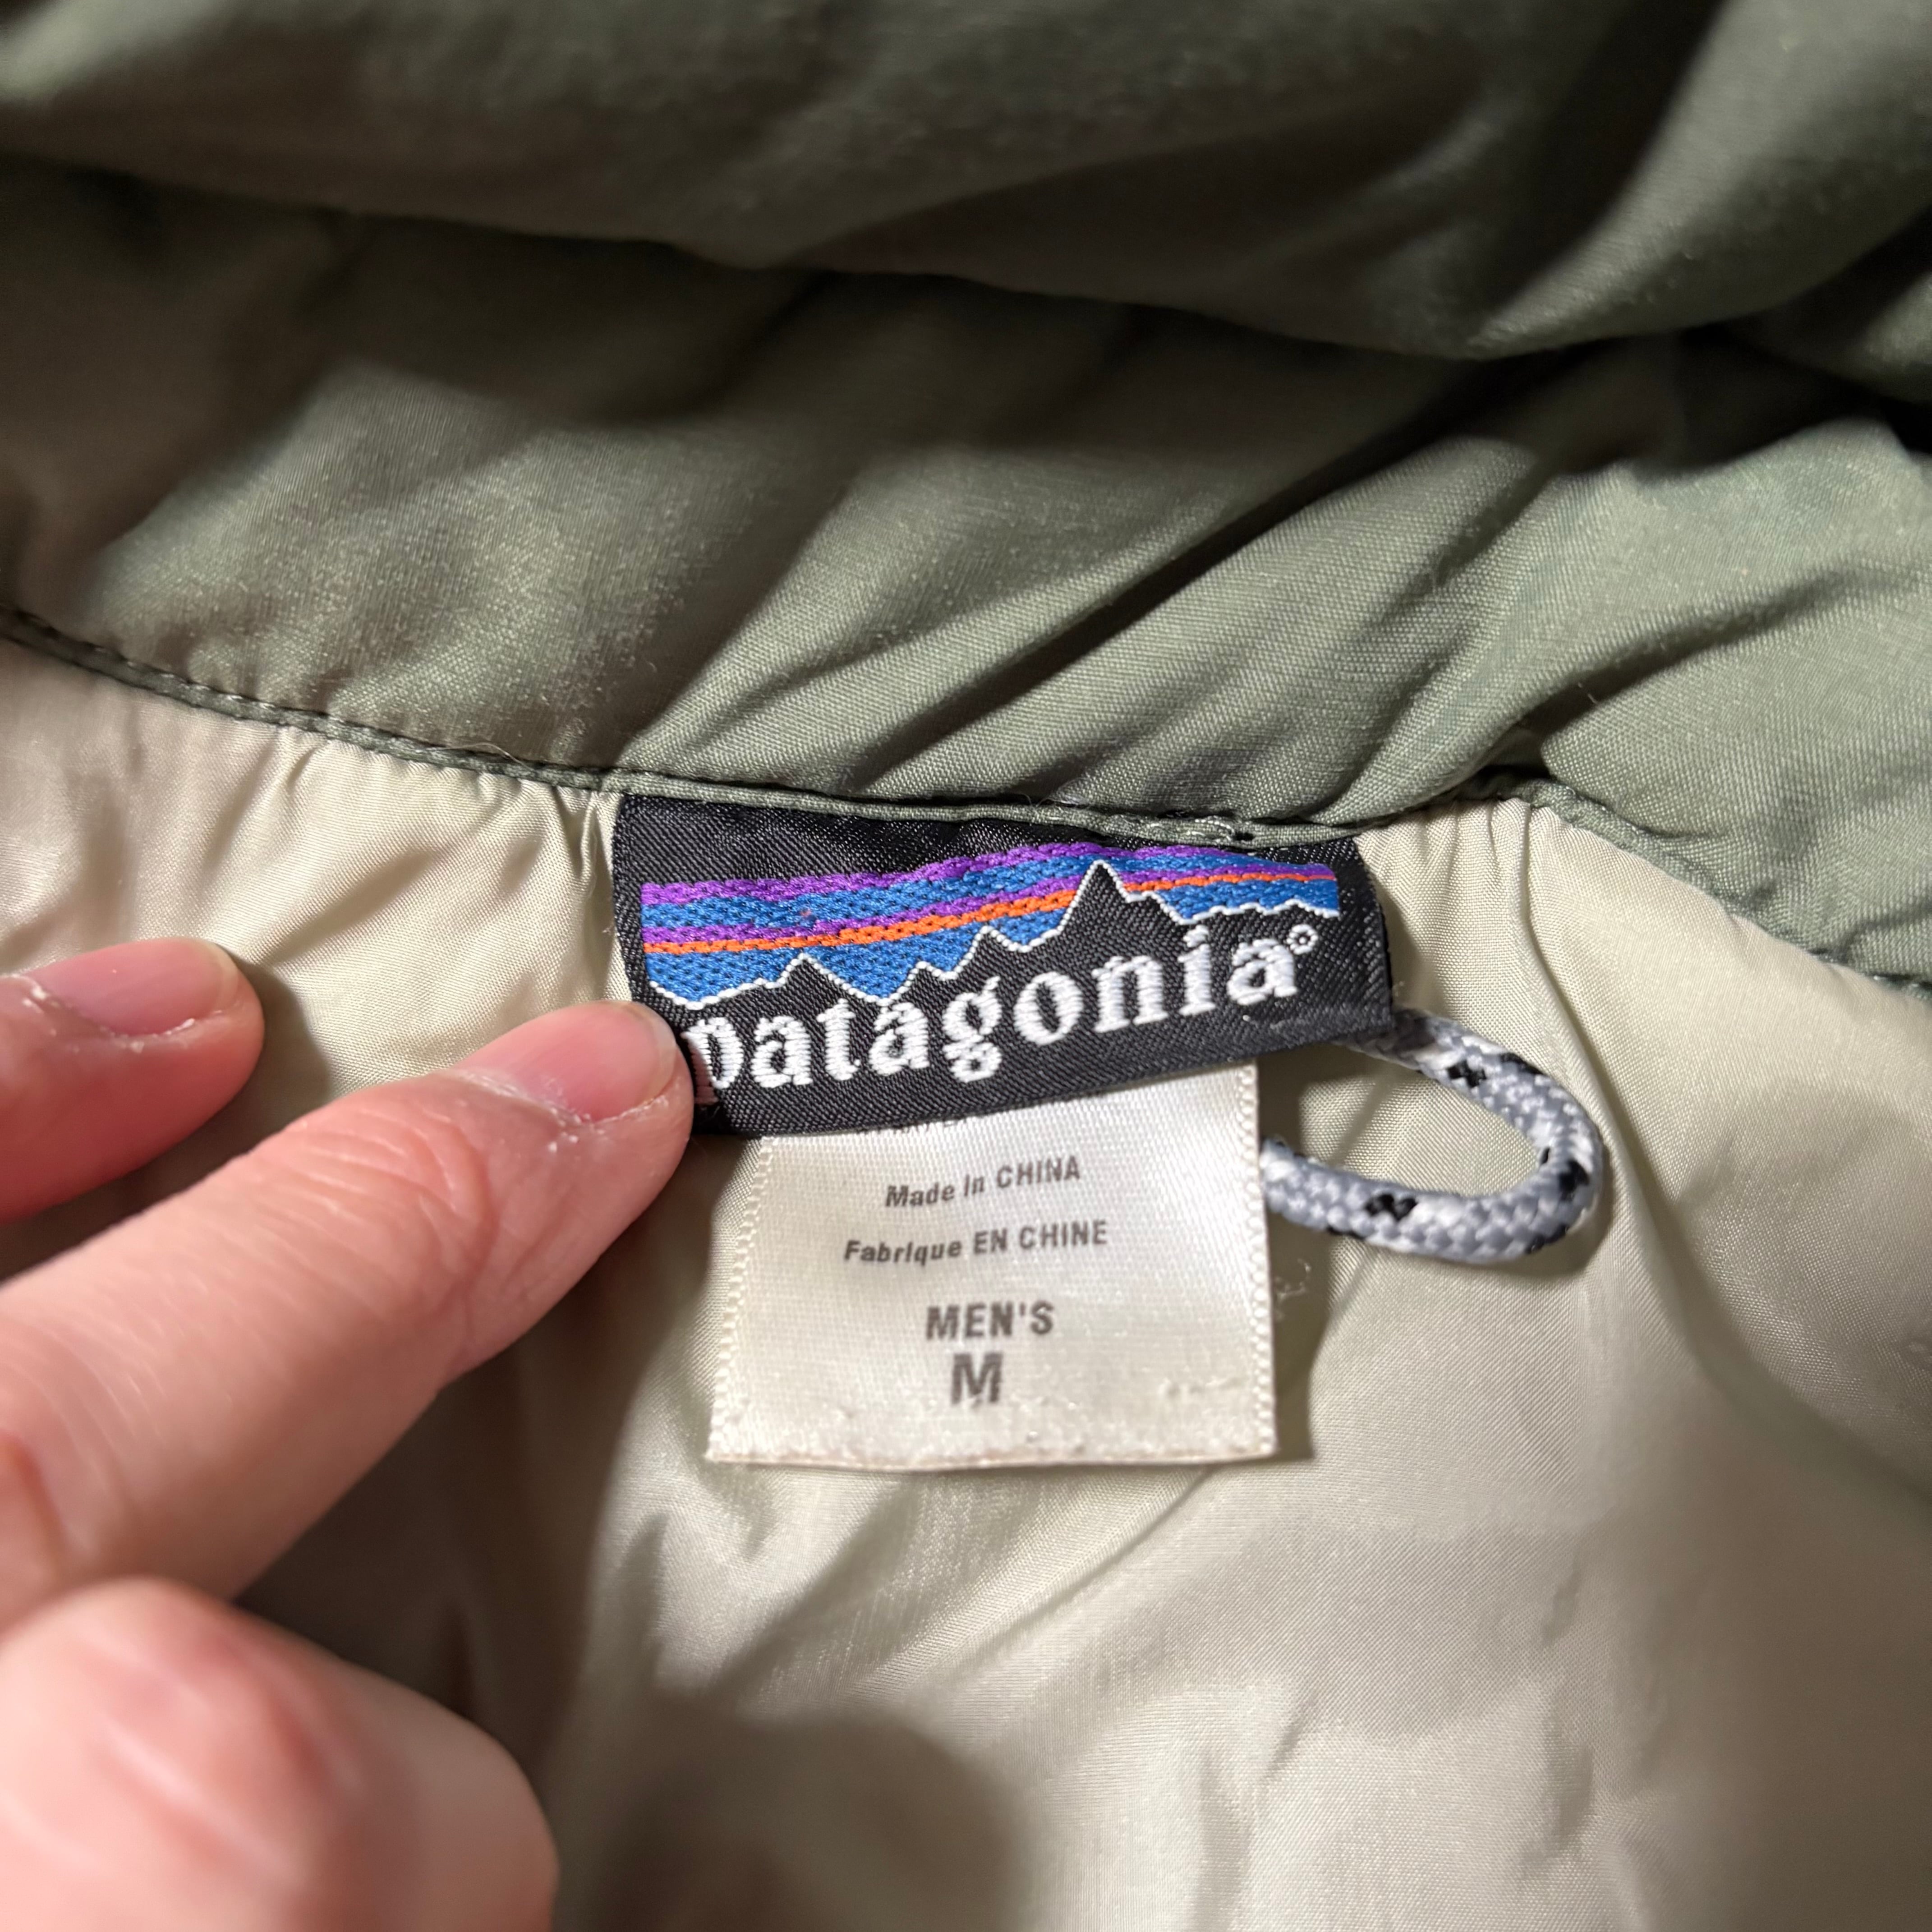 patagonia®
Made in CHINA
Fabrique EN CHINE
MEN'S
M